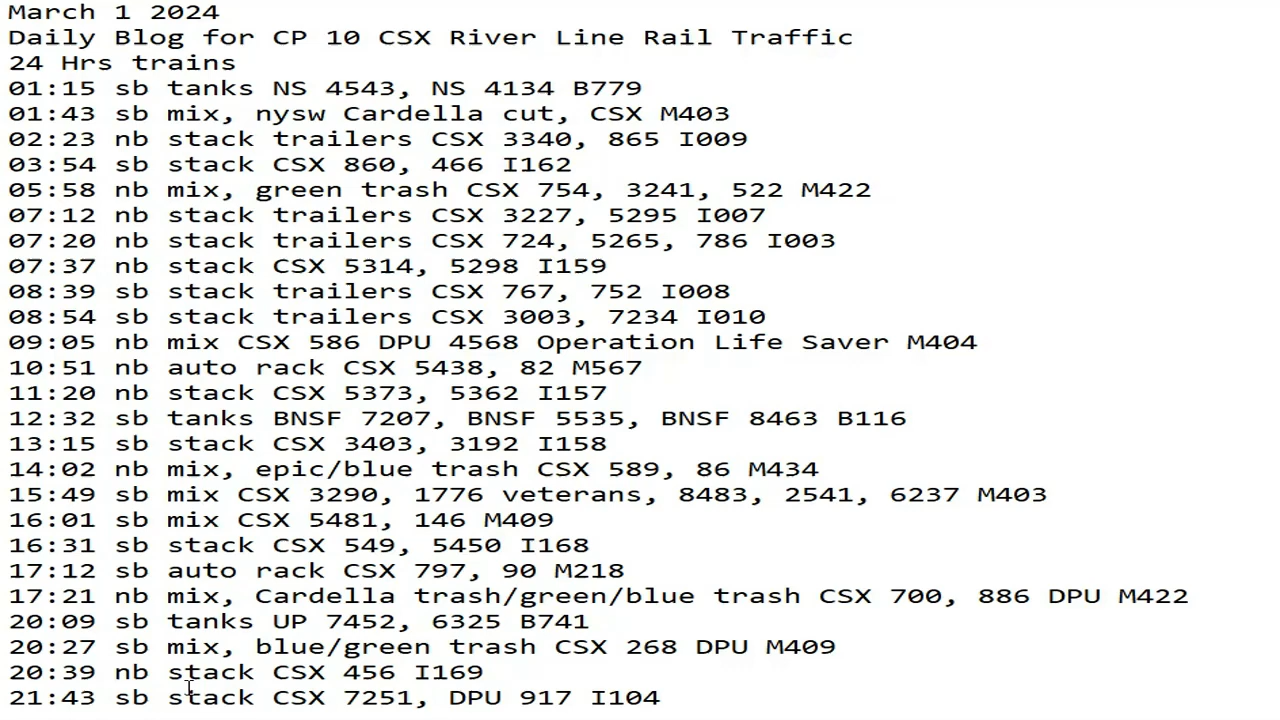 March 1 2024
Daily Blog for CP 10 CSX River Line Rail Traffic
24 Hrs trains
01:15 sb tanks NS 4543, NS 4134 B779
01:43 sb mix, nysw Cardella cut, CSX M403
02:23 nb stack trailers CSX 3340, 865 I009
03:54 sb stack CSX 860, 466 I162
05:58 nb mix, green trash CSX 754, 3241, 522 M422
07:12 nb stack trailers CSX 3227, 5295 I007
07:20 nb stack trailers CSX 724, 5265, 786 I003
07:37 nb stack CSX 5314, 5298 I159
08:39 sb stack trailers CSX 767, 752 I008
08:54 sb stack trailers CSX 3003, 7234 I010
09:05 nb mix CSX 586 DPU 4568 Operation Life Saver M404
10:51 nb auto rack CSX 5438, 82 M567
11:20 nb stack CSX 5373, 5362 I157
12:32 sb tanks BNSF 7207, BNSF 5535, BNSF 8463 B116
13:15 sb stack CSX 3403, 3192 I158
14:02 nb mix, epic/blue trash CSX 589, 86 M434
15:49 sb mix CSX 3290, 1776 veterans, 8483, 2541, 6237 M403
16:01 sb mix CSX 5481, 146 M409
16:31 sb stack CSX 549, 5450 I168
17:12 sb auto rack CSX 797, 90 M218
17:21 nb mix, Cardella trash/green/blue trash CSX 700, 886 DPU M422
20:09 sb tanks UP 7452, 6325 B741
20:27 sb mix, blue/green trash CSX 268 DPU M409
20:39 nb stack CSX 456 I169
21:43 sb stack CSX 7251, DPU 917 I104